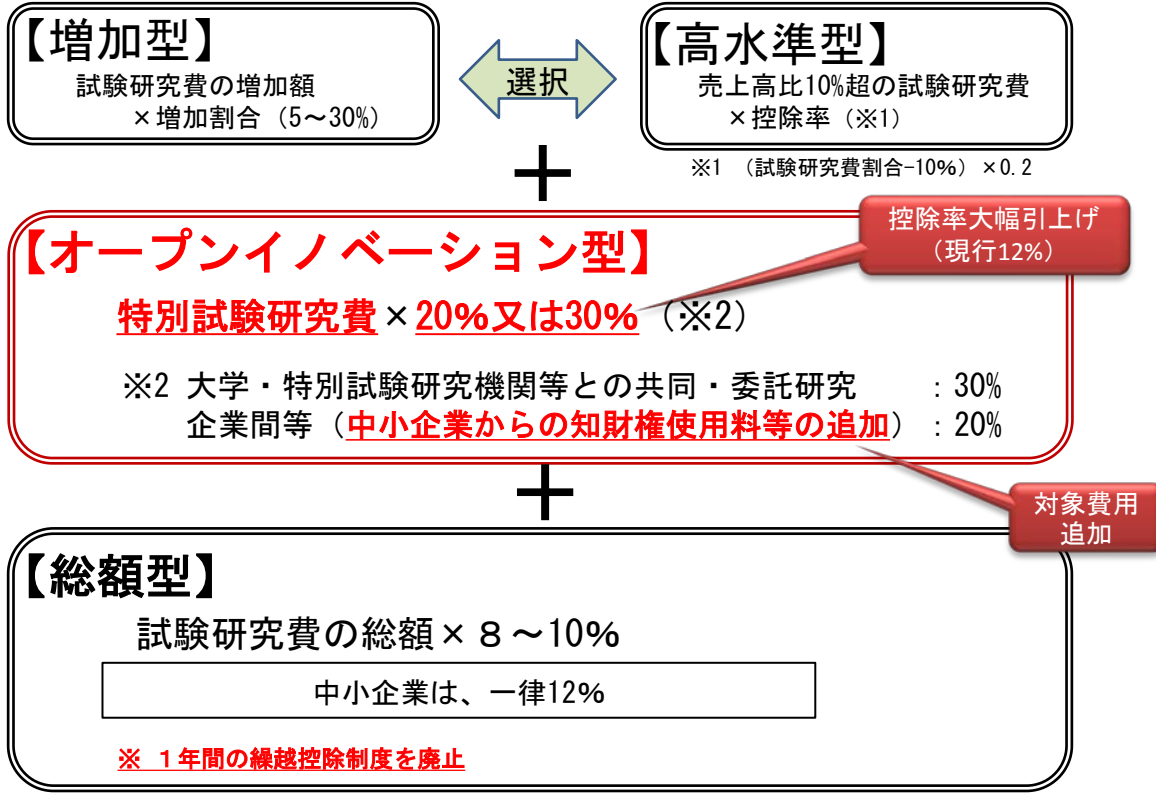 【増加型】
試験研究費の増加額
×増加割合（5～30%）
選択
【高水準型】
売上高比10%超の試験研究費
×控除率（※1）
＋
※1 （試験研究費割合-10%）×0.2
控除率大幅引上げ
（現行12%）
【オープンイノベーション型】
特別試験研究費×20%又は30%（※2）
※2 大学・特別試験研究機関等との共同・委託研究 ：30%
企業間等（中小企業からの知財権使用料等の追加）：20%
＋
対象費用
追加
【総額型】
試験研究費の総額×８～10%
中小企業は、一律12%
※ １年間の繰越控除制度を廃止